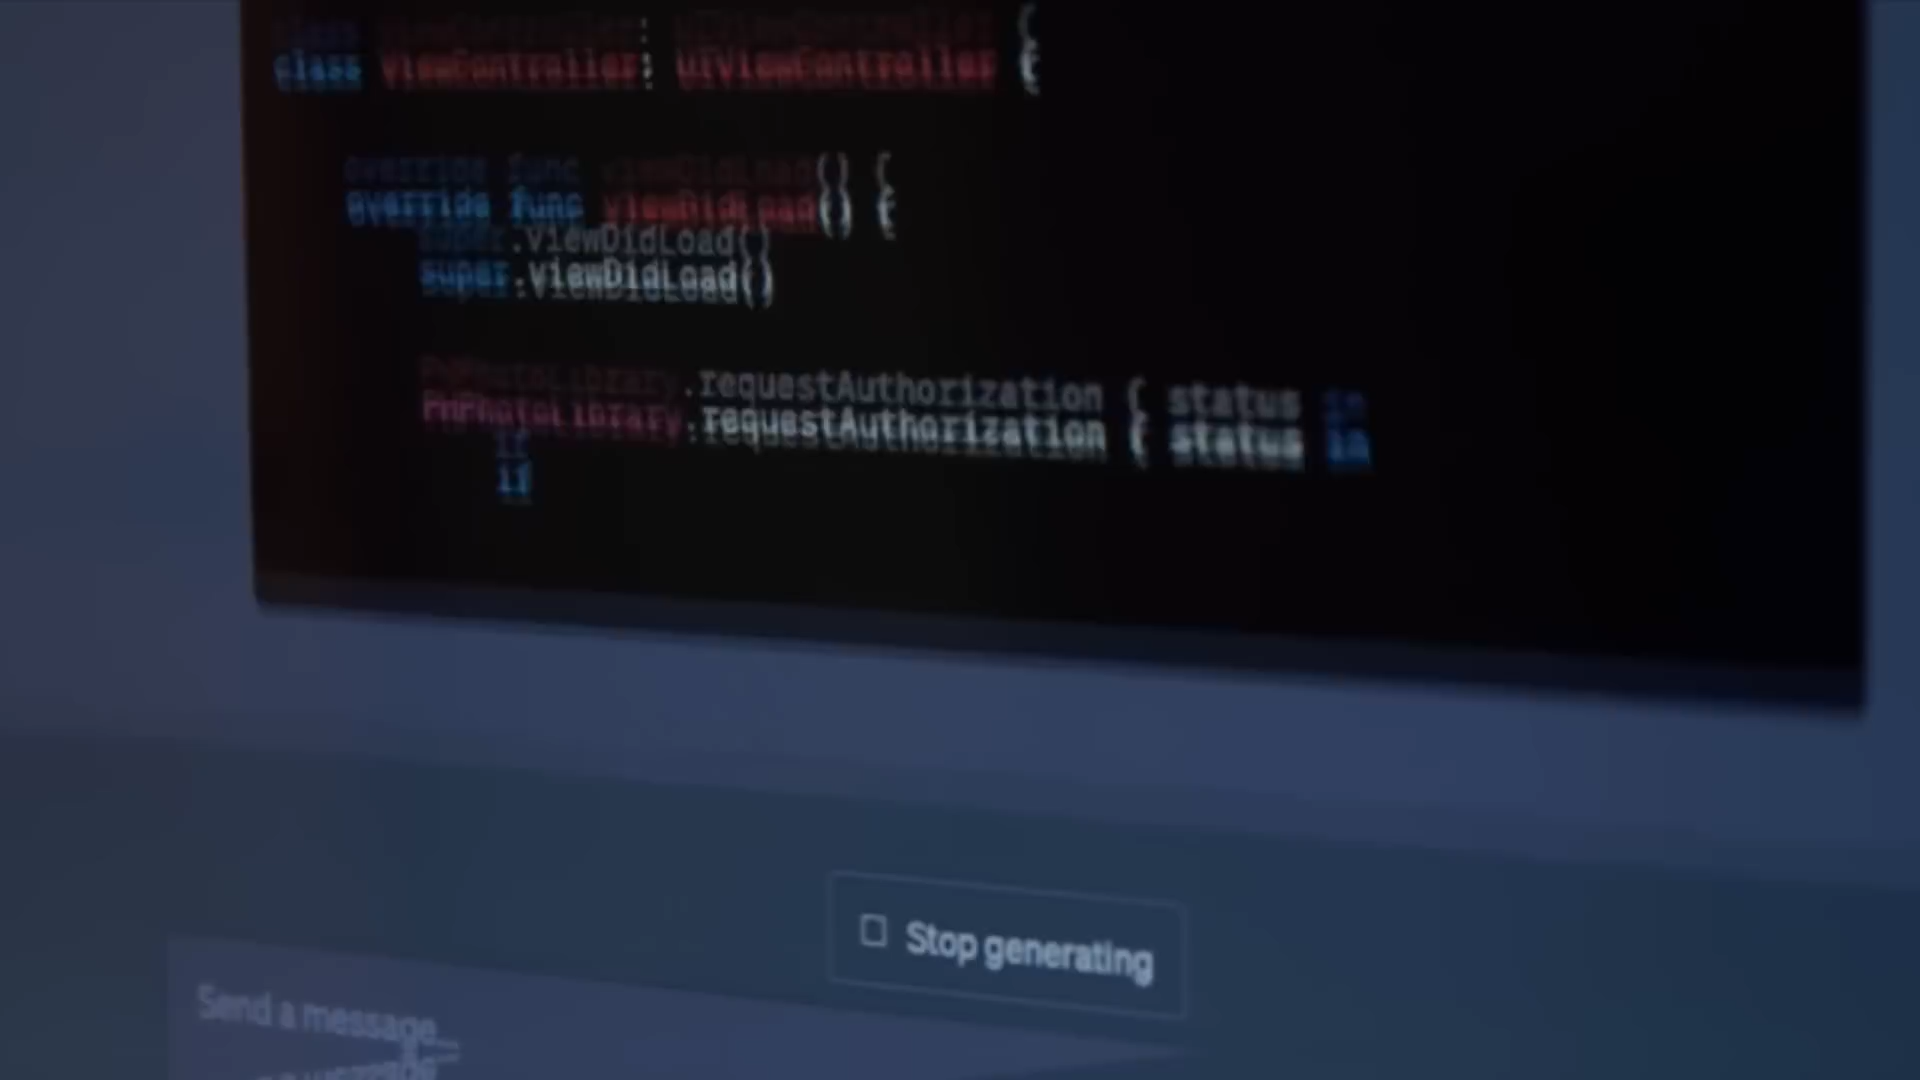 class ViewController: UIViewController {
override func viewDidLoad() {
super.viewDidLoad()
PHPhotoLibrary.requestAuthorization { status in
if
Stop generating
Send a message...